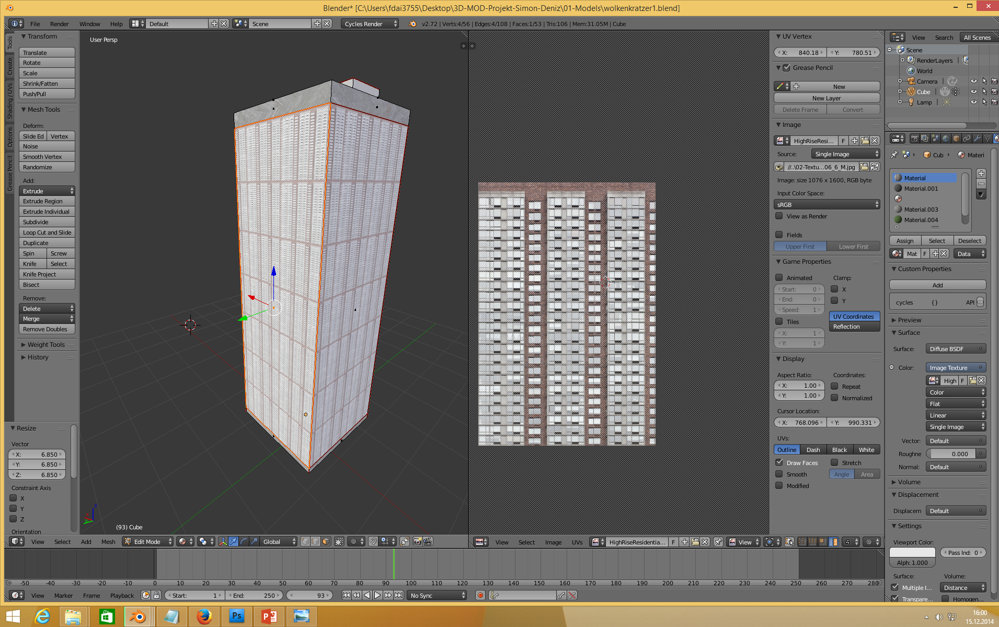 Blender* [C:\Users\fdai3755\Desktop\3D-MOD-Projekt-Simon-Deniz\01-Models\wolkenkratzer1.blend]
File Render Window Help Default Scene Cycles Render v2.72 | Verts:4/56 | Edges:4/108 | Faces:1/53 | Tris:106 | Mem:31.05M | Cube
Tools
Create
Shading / UVs
Options
Grease Pencil
Transform
Translate
Rotate
Scale
Shrink/Fatten
Push/Pull
Mesh Tools
Deform:
Slide Ed Vertex
Noise
Smooth Vertex
Randomize
Add:
Extrude
Extrude Region
Extrude Individual
Subdivide
Loop Cut and Slide
Duplicate
Spin Screw
Knife Select
Knife Project
Bisect
Remove:
Delete
Merge
Remove Doubles
Weight Tools
History
Resize
Vector
X: 6.850
Y: 6.850
Z: 6.850
Constraint Axis
X
Y
Z
Orientation
User Persp
(93) Cube
View Select Add Mesh Edit Mode Global
UV Vertex
X: 840.18 Y: 780.51
Grease Pencil
New
New Layer
Delete Frame Convert
Image
HighRiseResi... F
Source: Single Image
//..\02-Textu...06_6_M.jpg
Image: size 1076 x 1600, RGB byte
Input Color Space:
sRGB
View as Render
Fields
Upper First Lower First
Game Properties
Animated Clamp:
Start: 0 X
End: 0 Y
Speed: 1
Tiles
X: 1
Y: 1
UV Coordinates
Reflection
Display
Aspect Ratio: Coordinates:
X: 1.00 Repeat
Y: 1.00 Normalized
Cursor Location:
X: 768.096 Y: 990.331
UVs:
Outline Dash Black White
Draw Faces Stretch
Smooth Angle Area
Modified
View Select Image UVs HighRiseResidentia... F View
View Search All Scenes
Scene
RenderLayers |
World
Camera |
Cube |
Lamp |
Cub Materi
Material
Material.001
Material.003
Material.004
Assign Select Deselect
Mat F Data
Custom Properties
Add
cycles {} API
Preview
Surface
Surface: Diffuse BSDF
Color: Image Texture
High F
Color
Flat
Linear
Single Image
Vector: Default
Roughne 0.000
Normal: Default
Volume
Displacement
Displacem Default
Settings
Viewport Color:
Pass Ind: 0
Alph: 1.000
Surface: Volume:
Multiple I... Distance
Transpare... Homogen...
-50 -40 -30 -20 -10 0 10 20 30 40 50 60 70 80 90 100 110 120 130 140 150 160 170 180 190 200 210 220 230 240 250 260 270 280
View Marker Frame Playback Start: 1 End: 250 93 No Sync
Ps P
16:00
15.12.2014